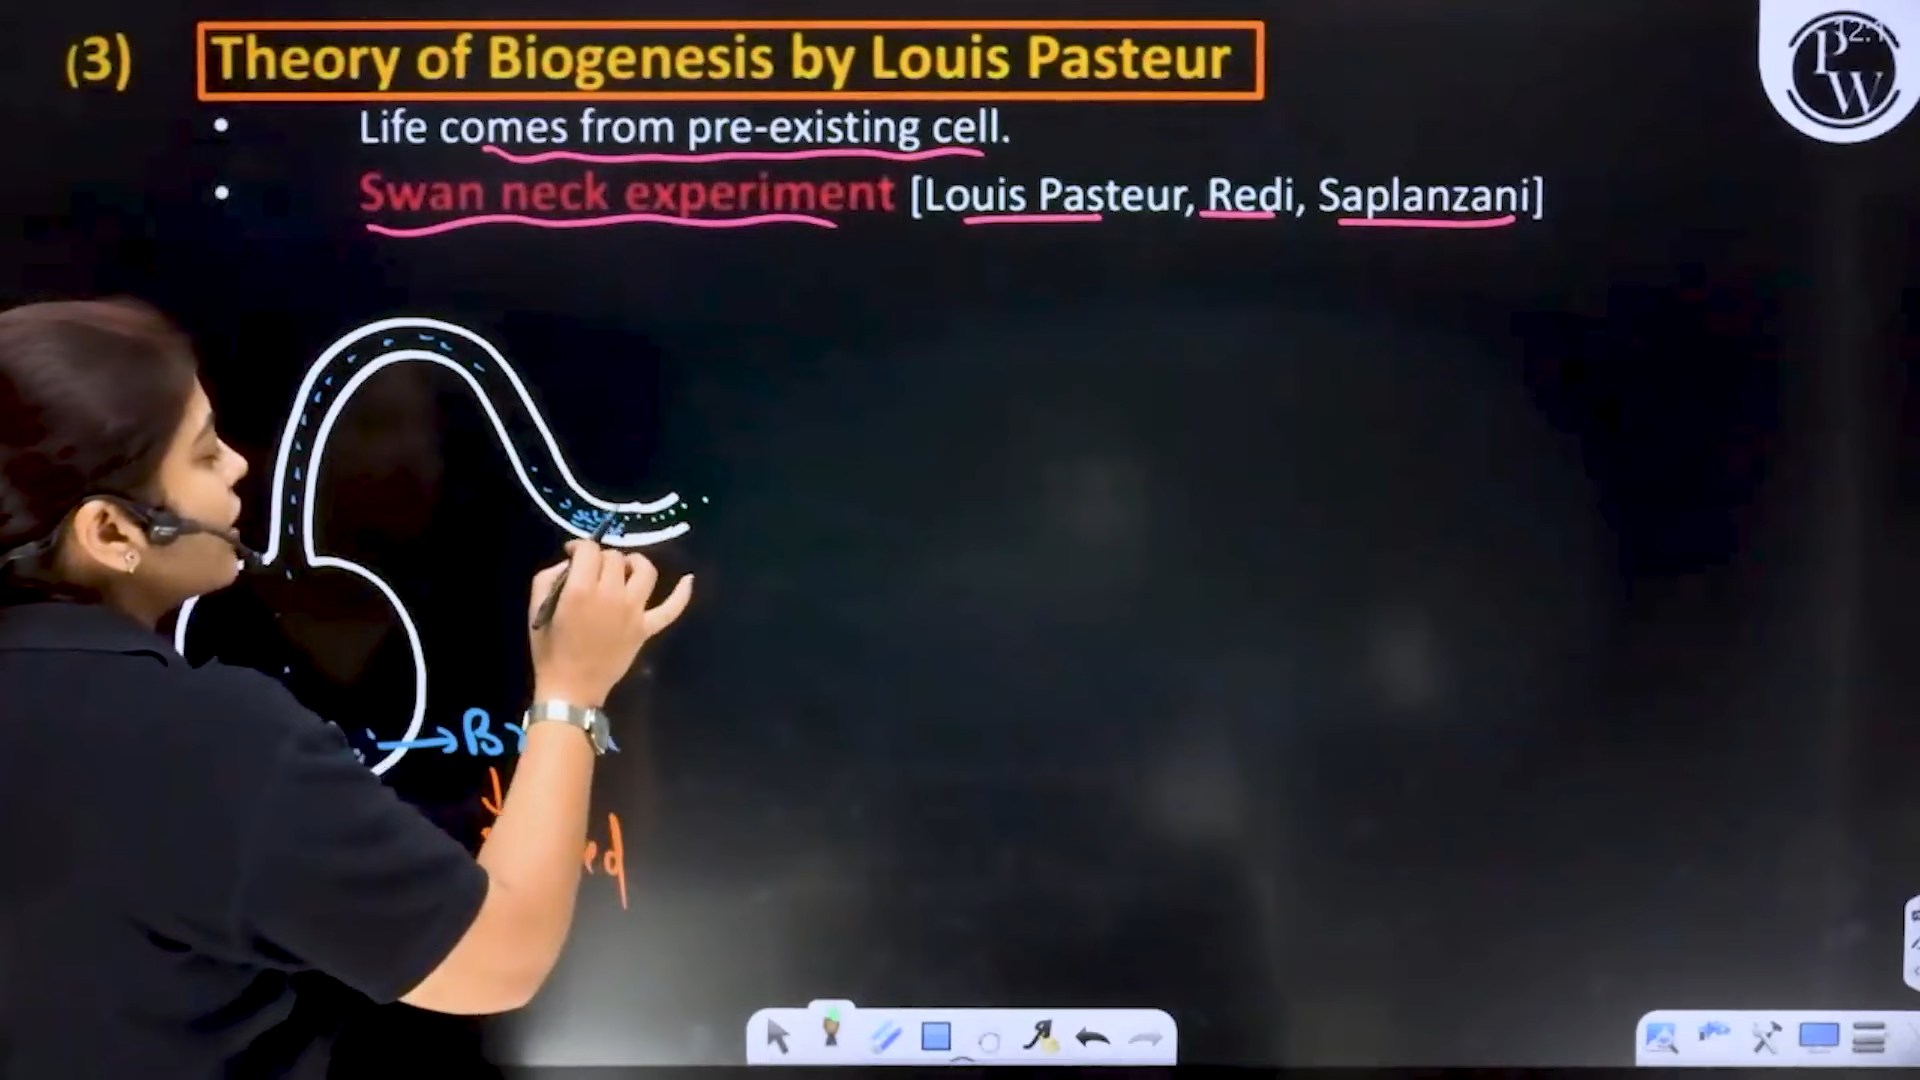 (3) Theory of Biogenesis by Louis Pasteur
• Life comes from pre-existing cell.
• Swan neck experiment [Louis Pasteur, Redi, Saplanzani]
PW